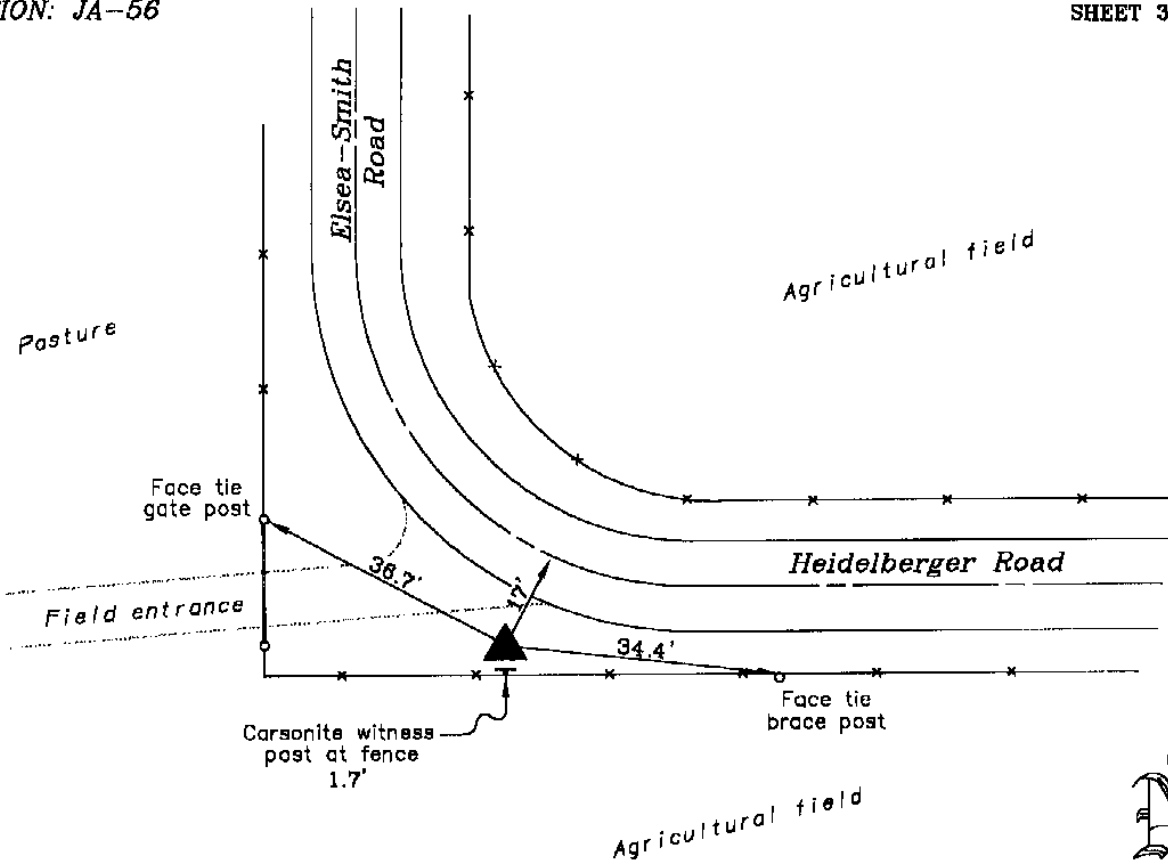 ION: JA-56
SHEET 3
Elsea-Smith
Road
Agricultural field
Pasture
Face tie
gate post
36.7'
Heidelberger Road
Field entrance
17'
34.4'
Face tie
brace post
Carsonite witness
post at fence
1.7'
Agricultural field